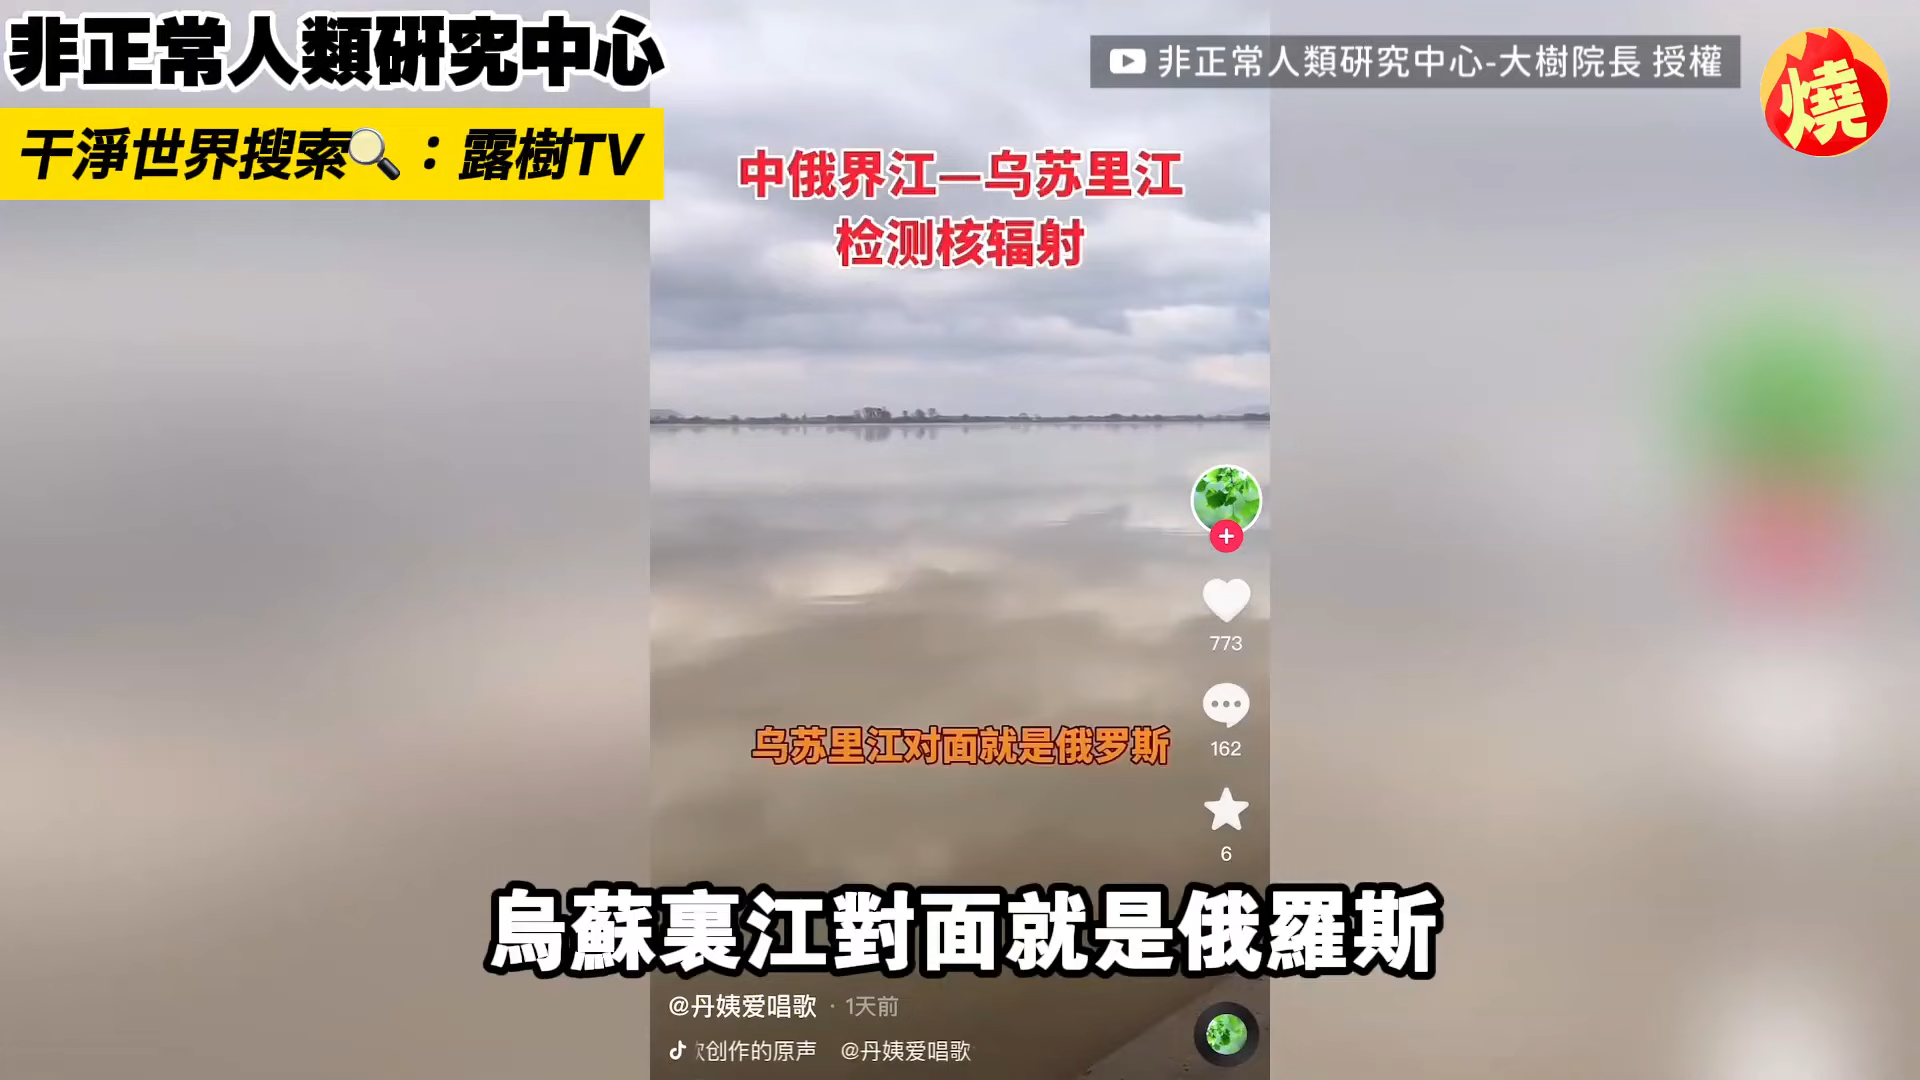 非正常人類研究中心
干淨世界搜索🔍：露樹TV
非正常人類研究中心-大樹院長 授權
燒
中俄界江—乌苏里江
检测核辐射
773
162
乌苏里江对面就是俄罗斯
6
烏蘇裏江對面就是俄羅斯
@丹姨爱唱歌 · 1天前
创作的原声 @丹姨爱唱歌